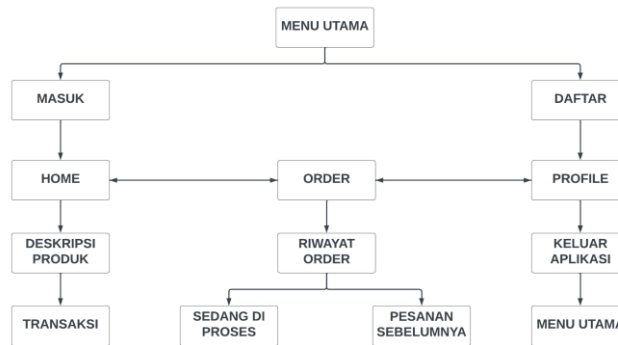 MENU UTAMA
MASUK
DAFTAR
HOME
ORDER
PROFILE
DESKRIPSI
PRODUK
RIWAYAT
ORDER
KELUAR
APLIKASI
TRANSAKSI
SEDANG DI
PROSES
PESANAN
SEBELUMNYA
MENU UTAMA